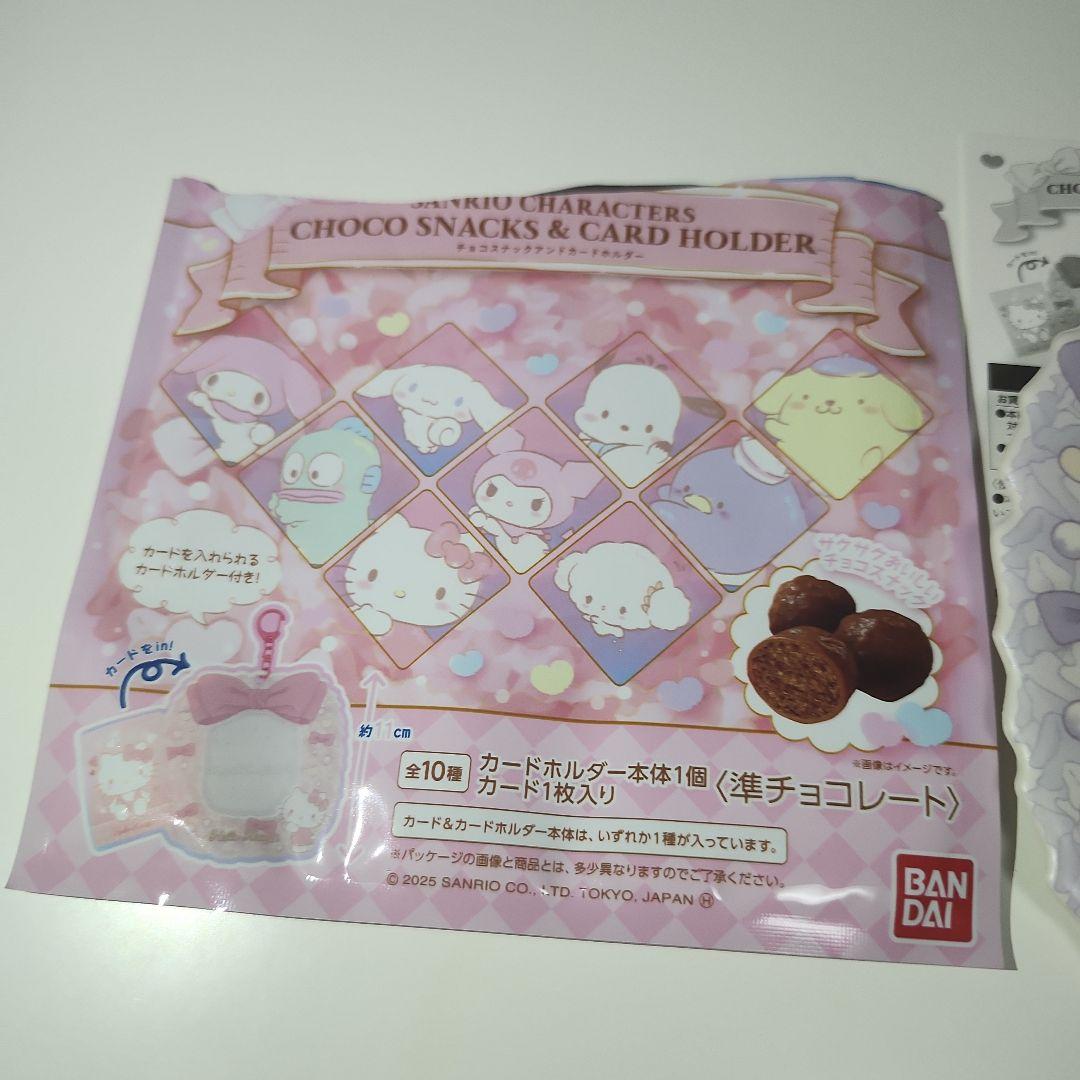 SANRIO CHARACTERS
CHOCO SNACKS & CARD HOLDER
チョコスナックアンドカードホルダー
カードを入れられる
カードホルダー付き!
サクサクおいしい
チョコスナック
カードをin!
約11cm
全10種
カードホルダー本体1個
カード1枚入り
〈準チョコレート〉
※画像はイメージです。
カード&カードホルダー本体は、いずれか1種が入っています。
※パッケージの画像と商品とは、多少異なりますのでご了承ください。
© 2025 SANRIO CO., LTD. TOKYO, JAPAN Ⓗ
BAN
DAI
CHO
お買